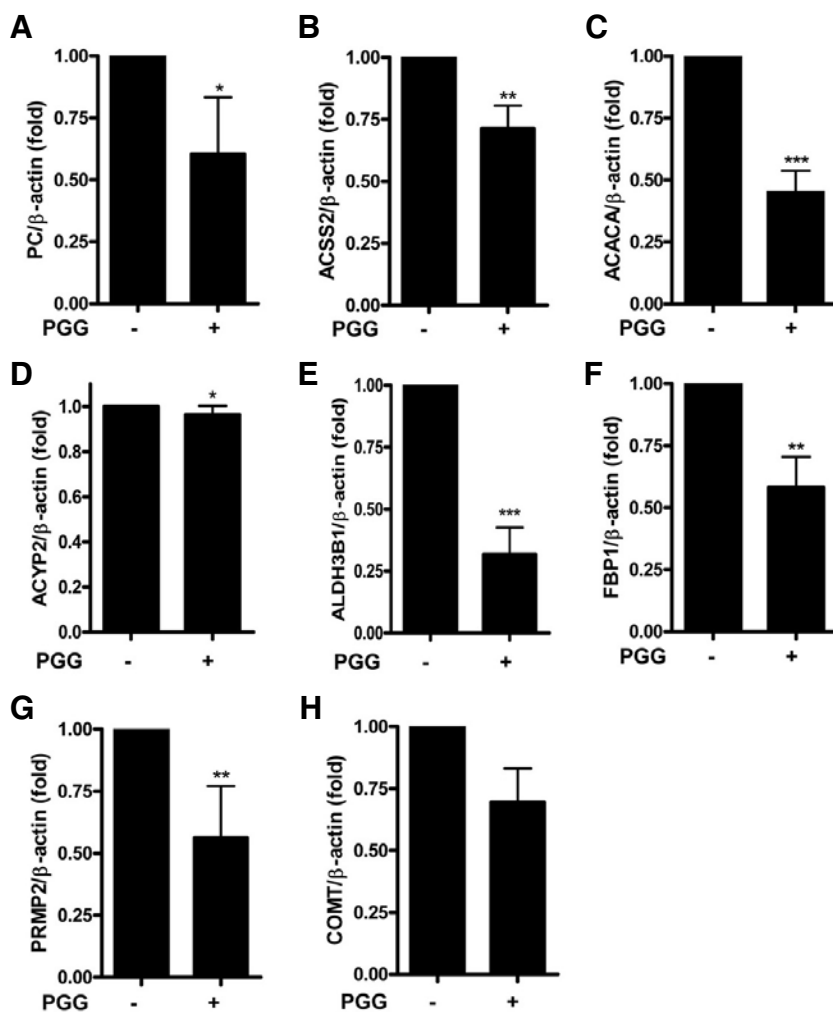 A
PC/β-actin (fold)
1.00
0.75
0.50
0.25
0.00
*
PGG - +
B
ACSS2/β-actin (fold)
1.00
0.75
0.50
0.25
0.00
**
PGG - +
C
ACACA/β-actin (fold)
1.00
0.75
0.50
0.25
0.00
***
PGG - +
D
ACYP2/β-actin (fold)
1.0
0.8
0.6
0.4
0.2
0.0
*
PGG - +
E
ALDH3B1/β-actin (fold)
1.00
0.75
0.50
0.25
0.00
***
PGG - +
F
FBP1/β-actin (fold)
1.00
0.75
0.50
0.25
0.00
**
PGG - +
G
PRMP2/β-actin (fold)
1.00
0.75
0.50
0.25
0.00
**
PGG - +
H
COMT/β-actin (fold)
1.00
0.75
0.50
0.25
0.00
PGG - +